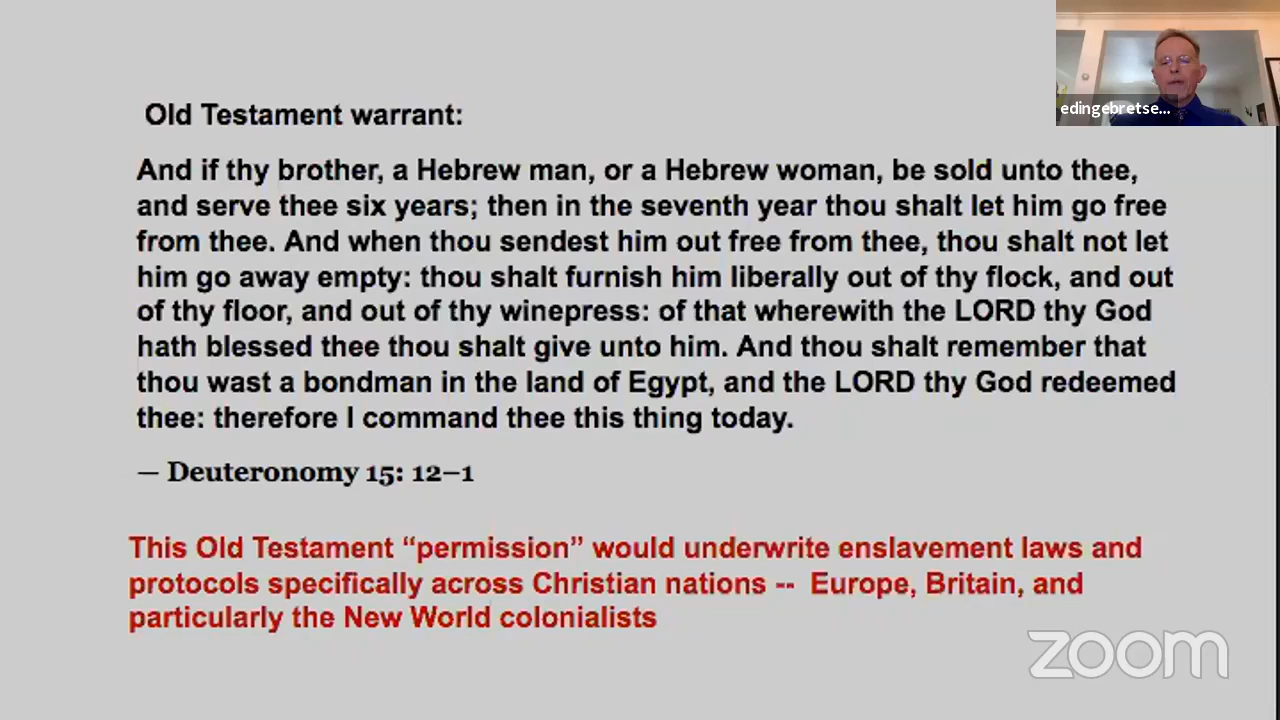 edingebretse...
Old Testament warrant:
And if thy brother, a Hebrew man, or a Hebrew woman, be sold unto thee,
and serve thee six years; then in the seventh year thou shalt let him go free
from thee. And when thou sendest him out free from thee, thou shalt not let
him go away empty: thou shalt furnish him liberally out of thy flock, and out
of thy floor, and out of thy winepress: of that wherewith the LORD thy God
hath blessed thee thou shalt give unto him. And thou shalt remember that
thou wast a bondman in the land of Egypt, and the LORD thy God redeemed
thee: therefore I command thee this thing today.
— Deuteronomy 15: 12–1
This Old Testament “permission” would underwrite enslavement laws and
protocols specifically across Christian nations -- Europe, Britain, and
particularly the New World colonialists
zoom